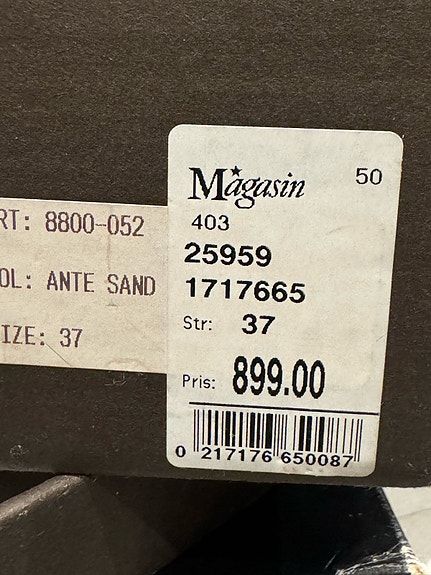 RT: 8800-052
OL: ANTE SAND
IZE: 37
Magasin 50
403
25959
1717665
Str: 37
Pris: 899.00
0 217176 650087